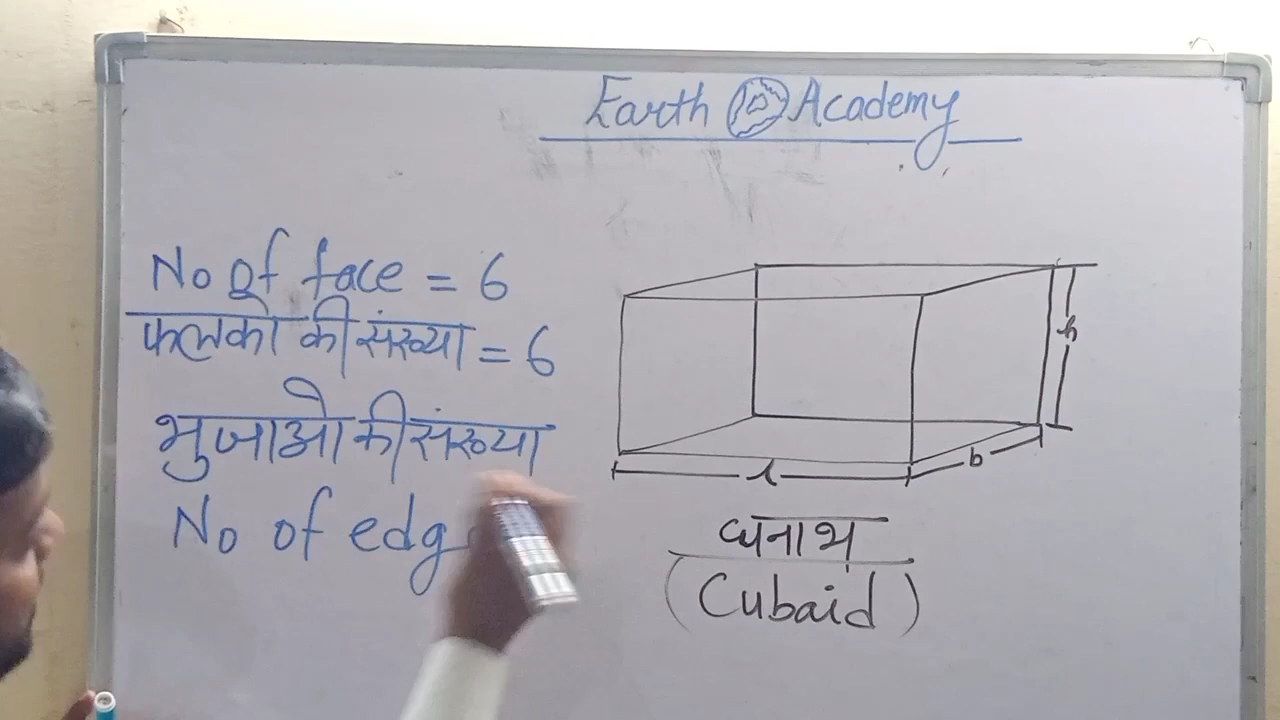 Earth Academy
No of face = 6
फलको की संख्या = 6
भुजाओ की संख्या
No of edg
h
b
l
घनाभ
(Cubaid)